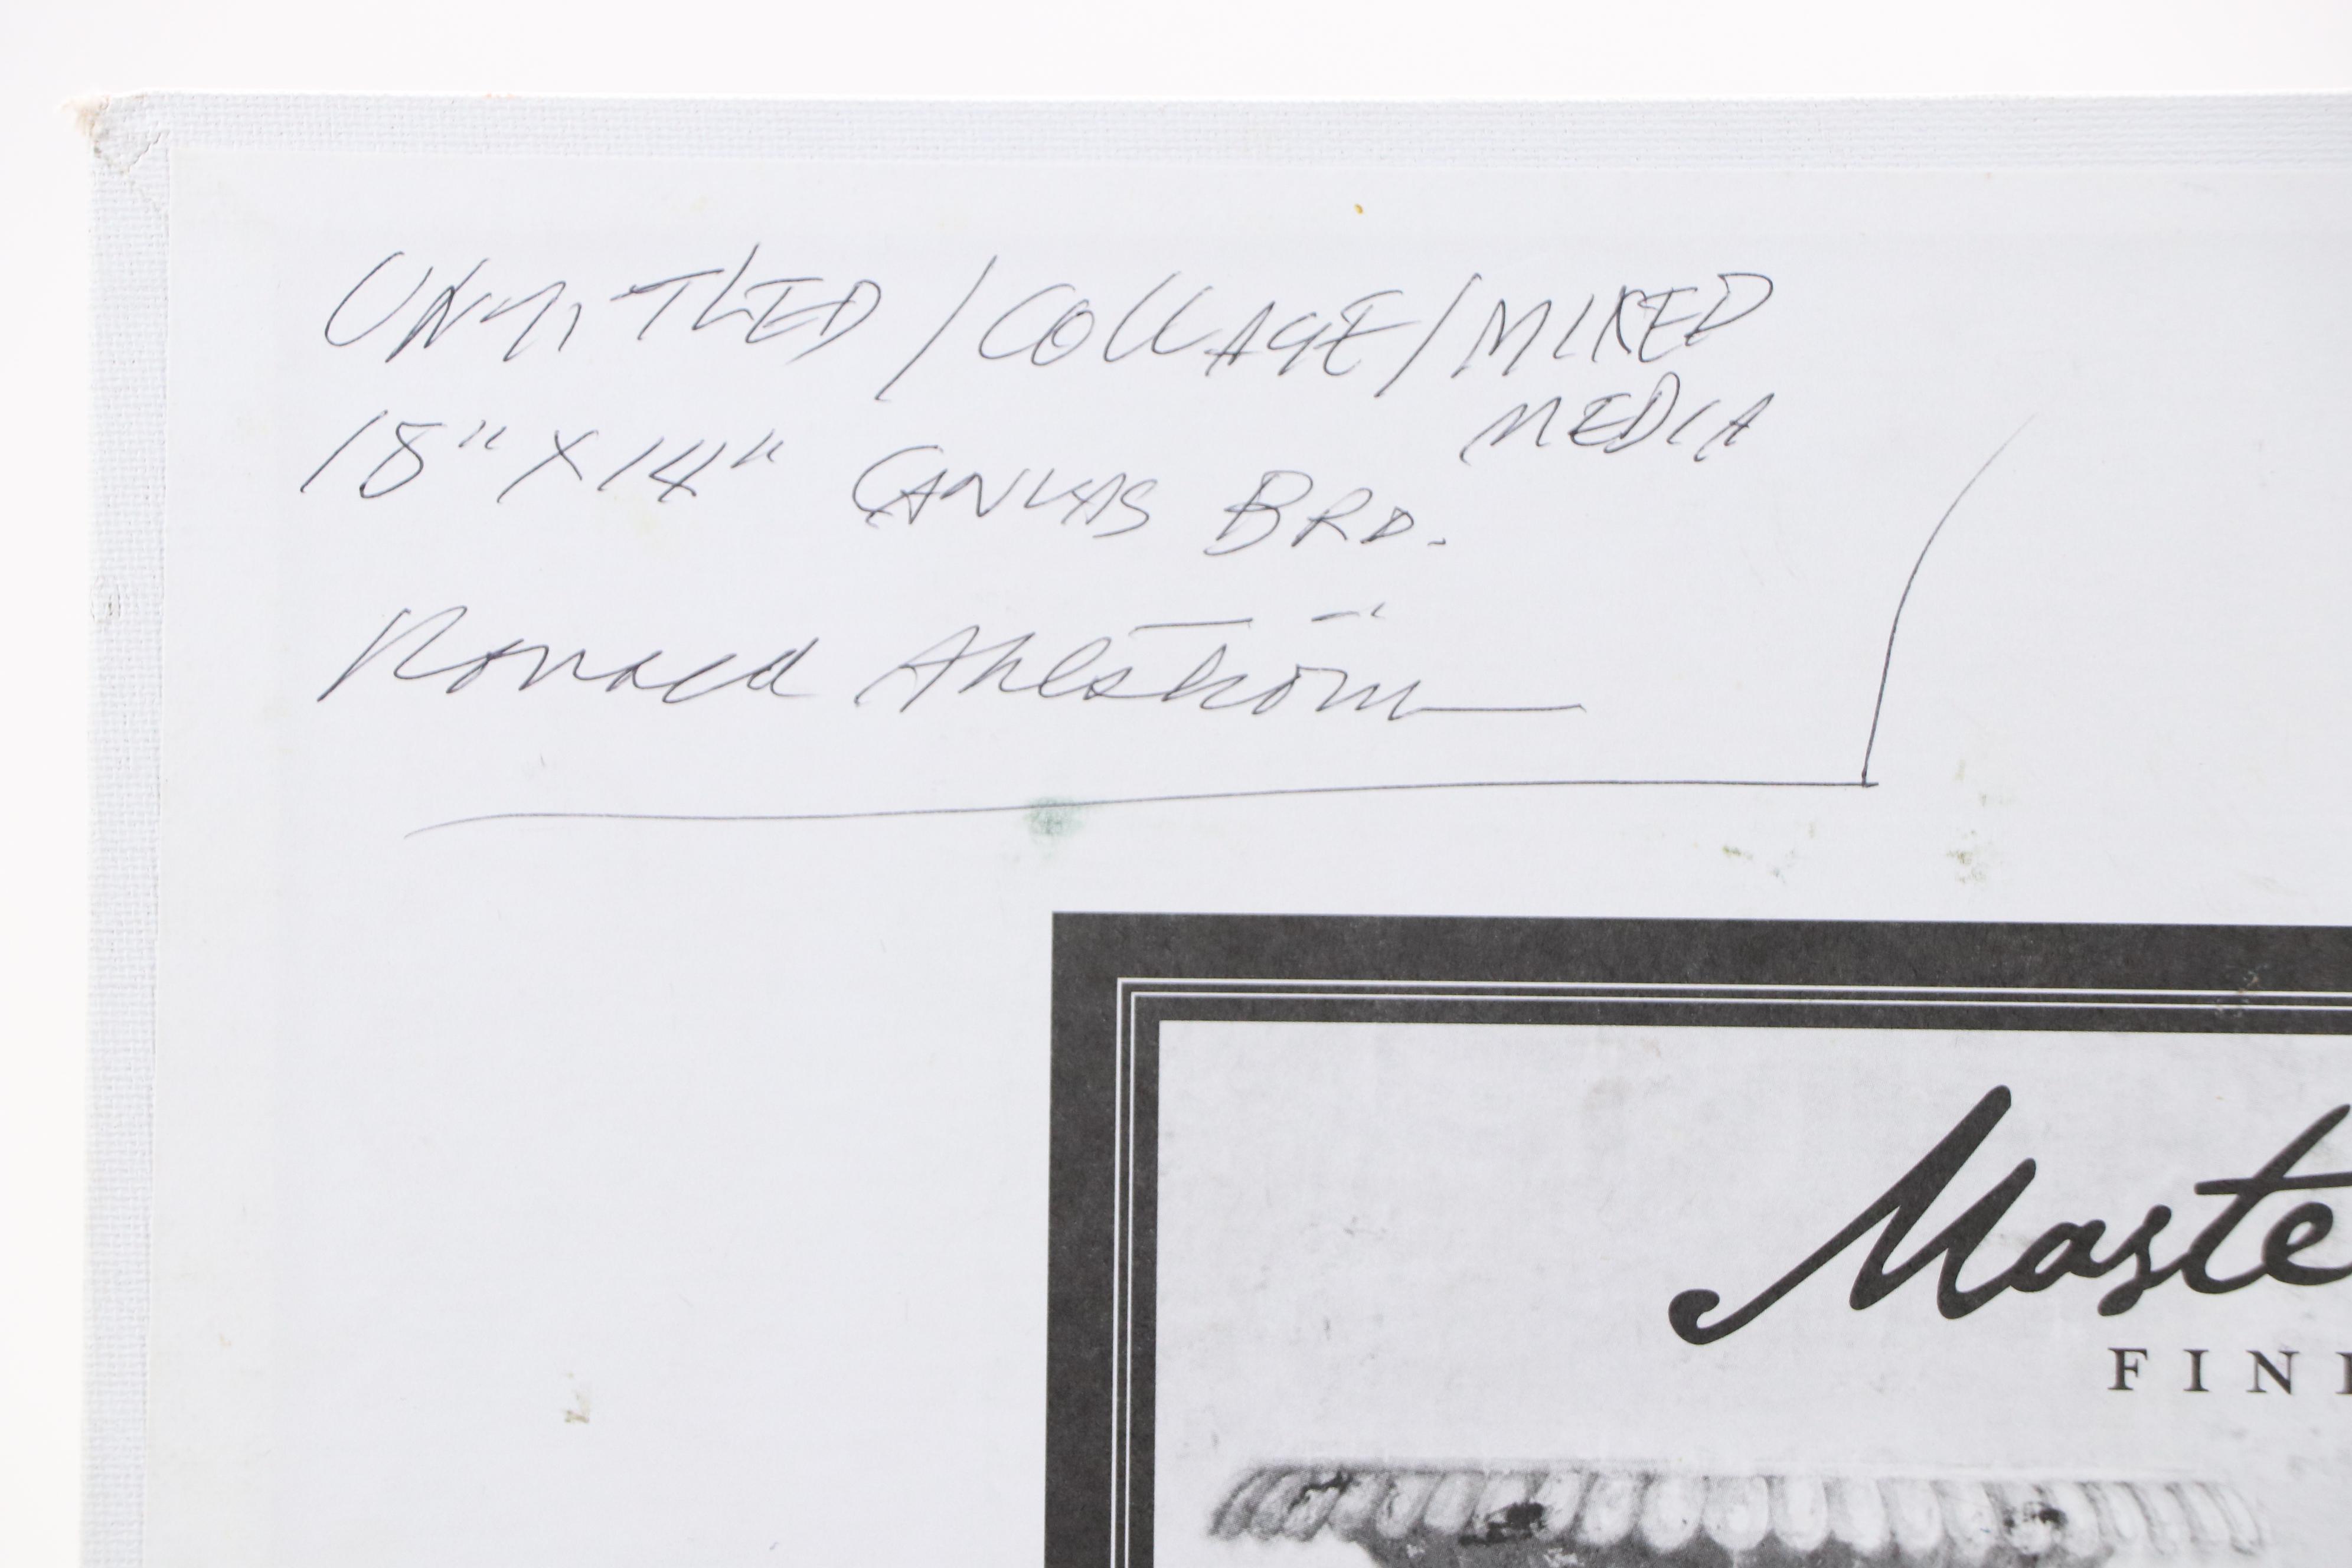 UNTITLED / COLLAGE / MIXED
MEDIA
18" X 14" CANVAS BRD.
Ronald Ahlström
Maste
FINE